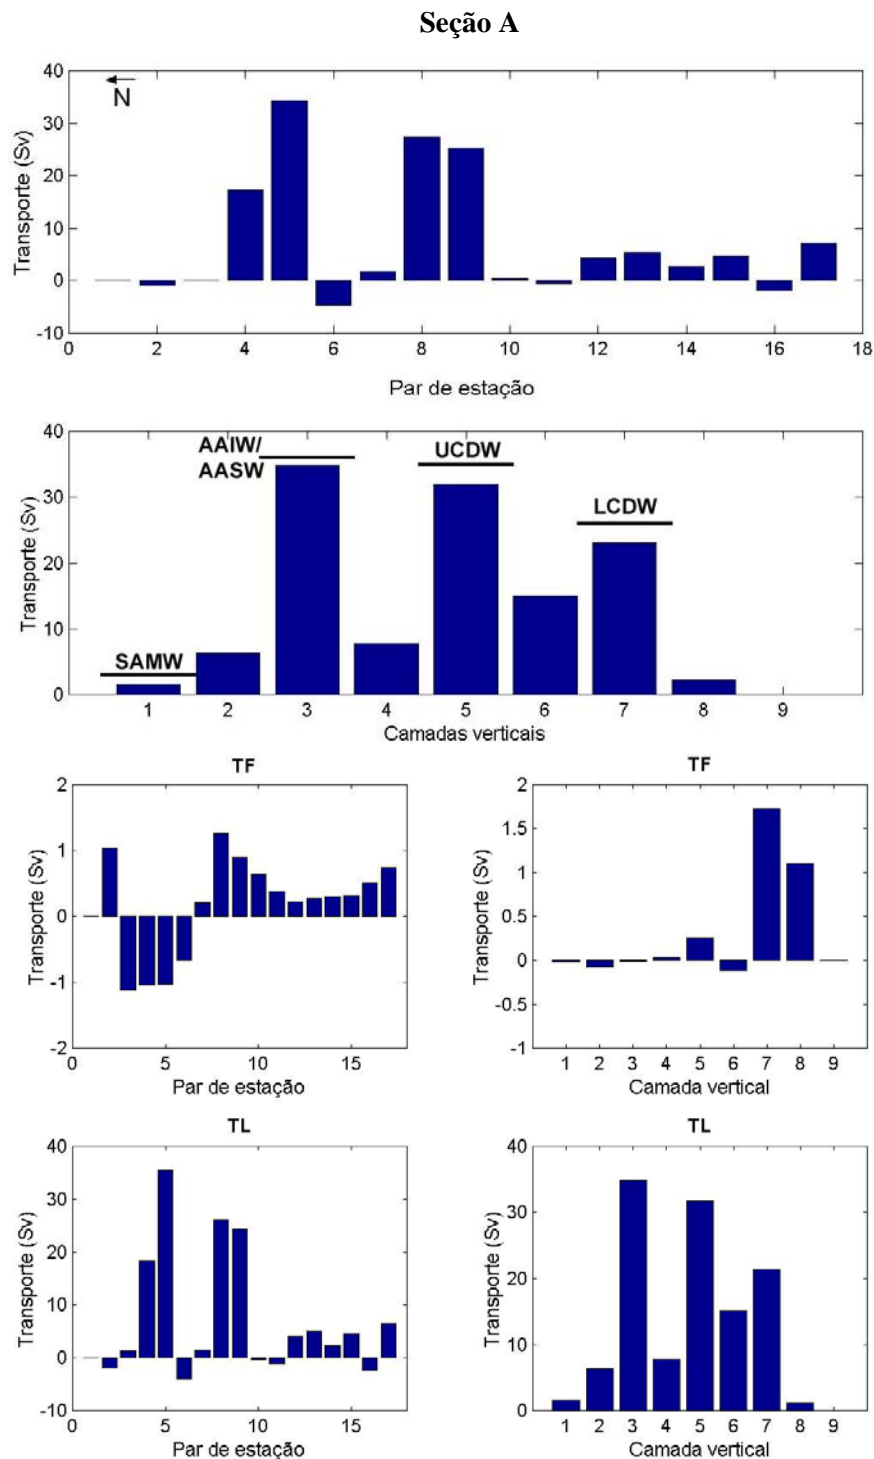 Seção A
40
30
20
10
0
-10
N
Transporte (Sv)
0 2 4 6 8 10 12 14 16 18
Par de estação
40
30
20
10
0
Transporte (Sv)
SAMW
AAIW/
AASW
UCDW
LCDW
1 2 3 4 5 6 7 8 9
Camadas verticais
TF
2
1
0
-1
-2
Transporte (Sv)
5 10 15
Par de estação
TF
2
1.5
1
0.5
0
-0.5
-1
Transporte (Sv)
1 2 3 4 5 6 7 8 9
Camada vertical
TL
40
30
20
10
0
-10
Transporte (Sv)
5 10 15
Par de estação
TL
40
30
20
10
0
Transporte (Sv)
1 2 3 4 5 6 7 8 9
Camada vertical